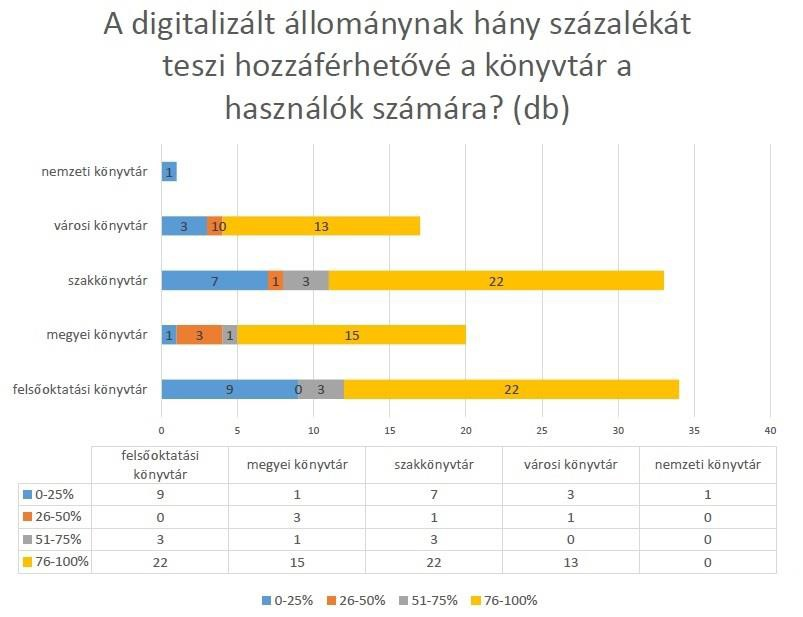 A digitalizált állománynak hány százalékát
teszi hozzáférhetővé a könyvtár a
használók számára? (db)
nemzeti könyvtár 1
városi könyvtár 3 1 0 13
szakkönyvtár 7 1 3 22
megyei könyvtár 1 3 1 15
felsőoktatási könyvtár 9 0 3 22
0 5 10 15 20 25 30 35 40
felsőoktatási könyvtár megyei könyvtár szakkönyvtár városi könyvtár nemzeti könyvtár
0-25% 9 1 7 3 1
26-50% 0 3 1 1 0
51-75% 3 1 3 0 0
76-100% 22 15 22 13 0
0-25% 26-50% 51-75% 76-100%